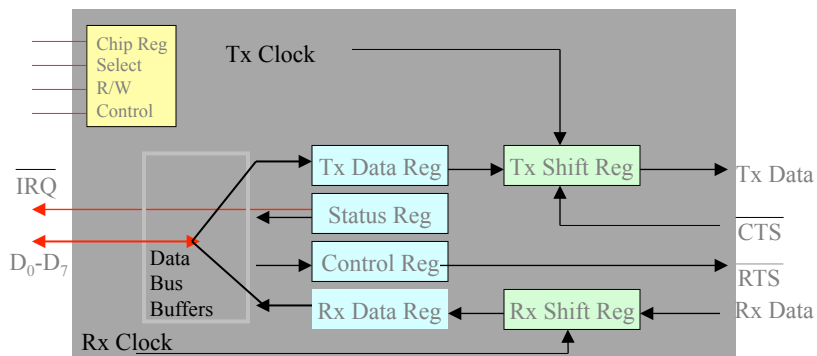 Chip Reg
Select
R/W
Control
Tx Clock
IRQ
D0-D7
Data
Bus
Buffers
Tx Data Reg
Status Reg
Control Reg
Rx Data Reg
Tx Shift Reg
Rx Shift Reg
Tx Data
CTS
RTS
Rx Data
Rx Clock